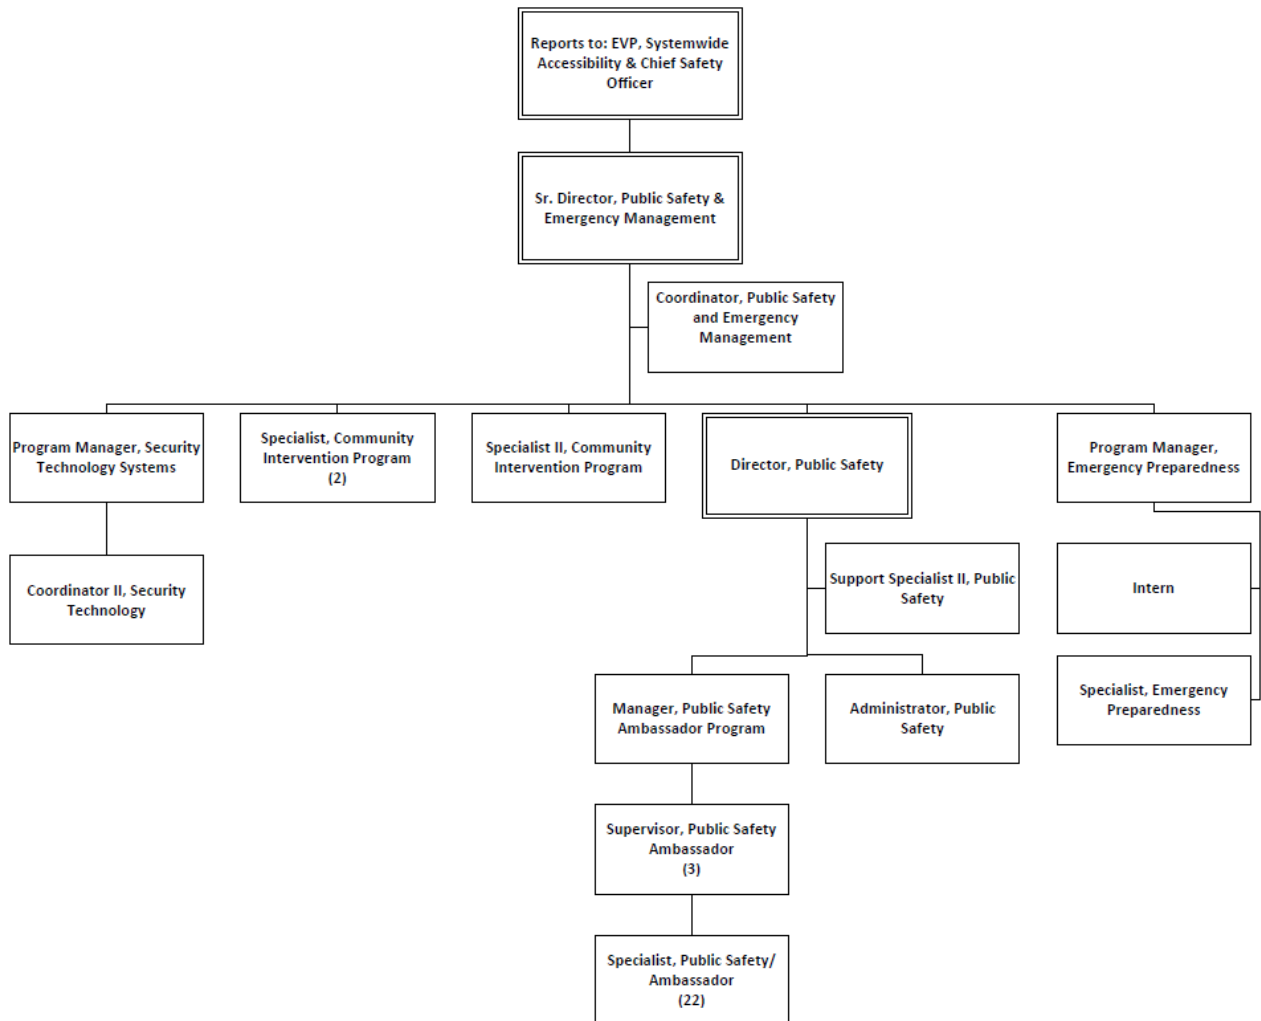 Reports to: EVP, Systemwide
Accessibility & Chief Safety
Officer
Sr. Director, Public Safety &
Emergency Management
Coordinator, Public Safety
and Emergency
Management
Program Manager, Security
Technology Systems
Specialist, Community
Intervention Program
(2)
Specialist II, Community
Intervention Program
Director, Public Safety
Program Manager,
Emergency Preparedness
Coordinator II, Security
Technology
Support Specialist II, Public
Safety
Intern
Manager, Public Safety
Ambassador Program
Administrator, Public
Safety
Specialist, Emergency
Preparedness
Supervisor, Public Safety
Ambassador
(3)
Specialist, Public Safety/
Ambassador
(22)